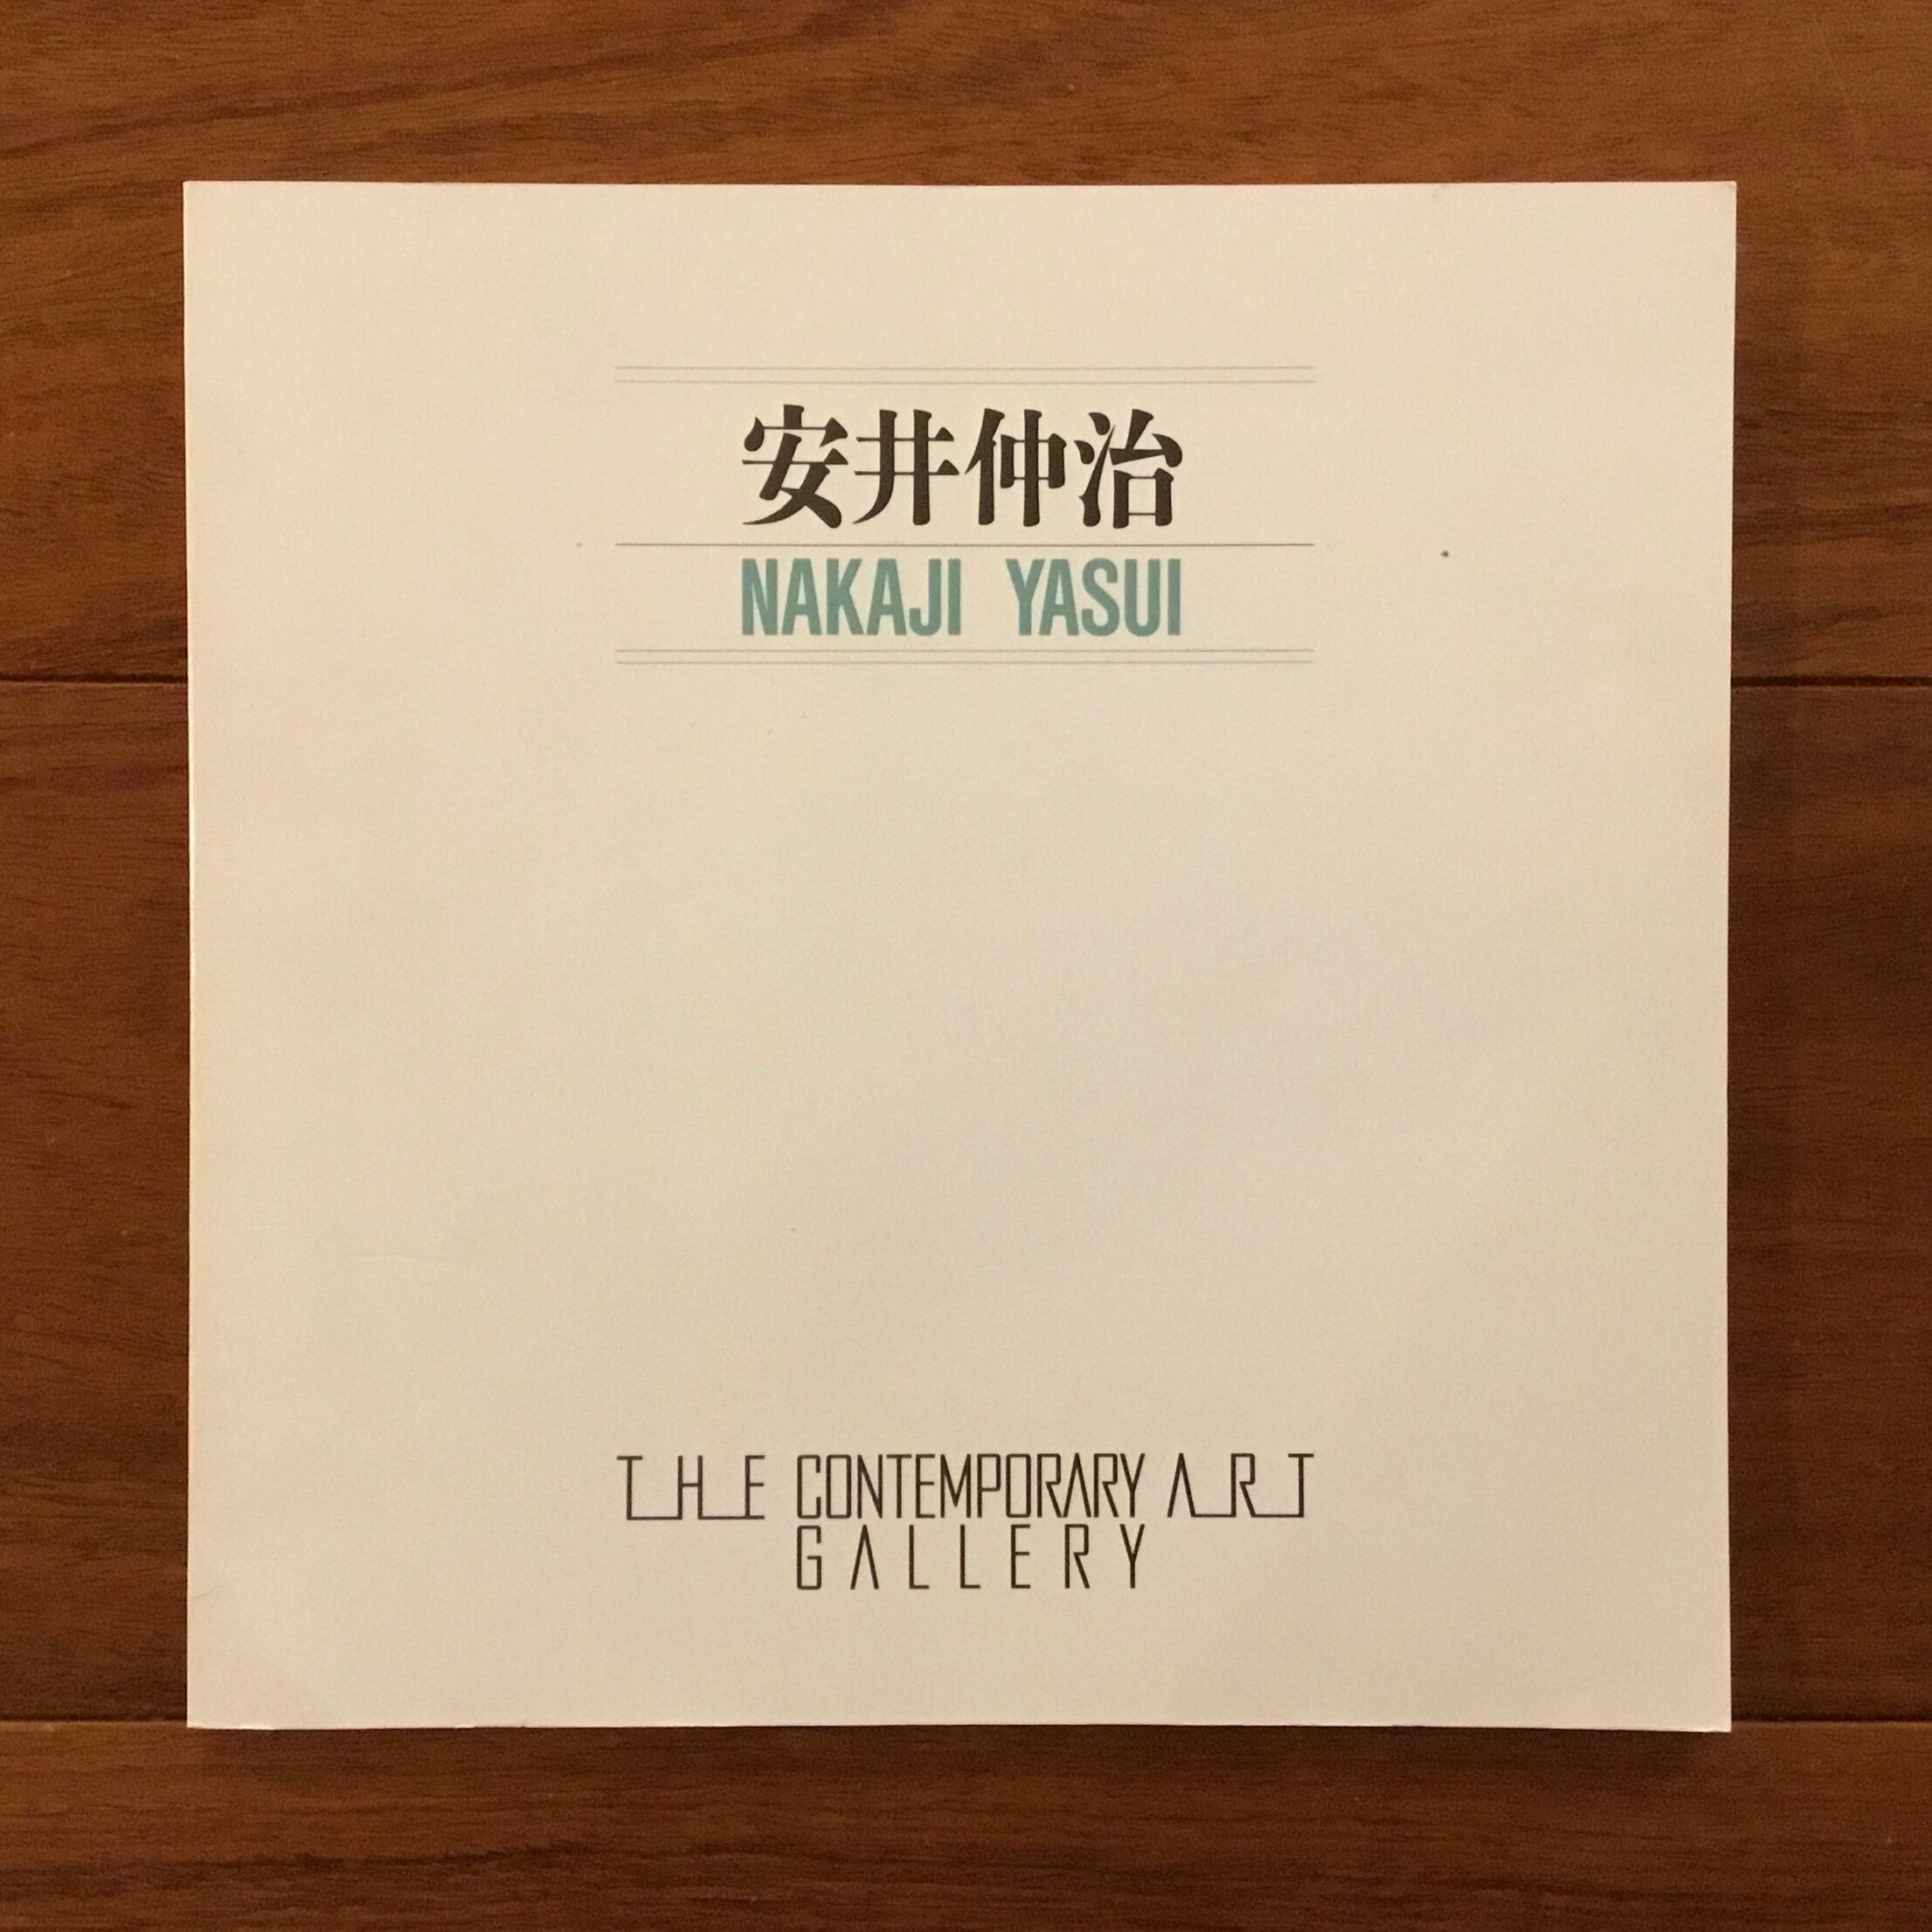 安井仲治
NAKAJI YASUI
THE CONTEMPORARY ART
GALLERY